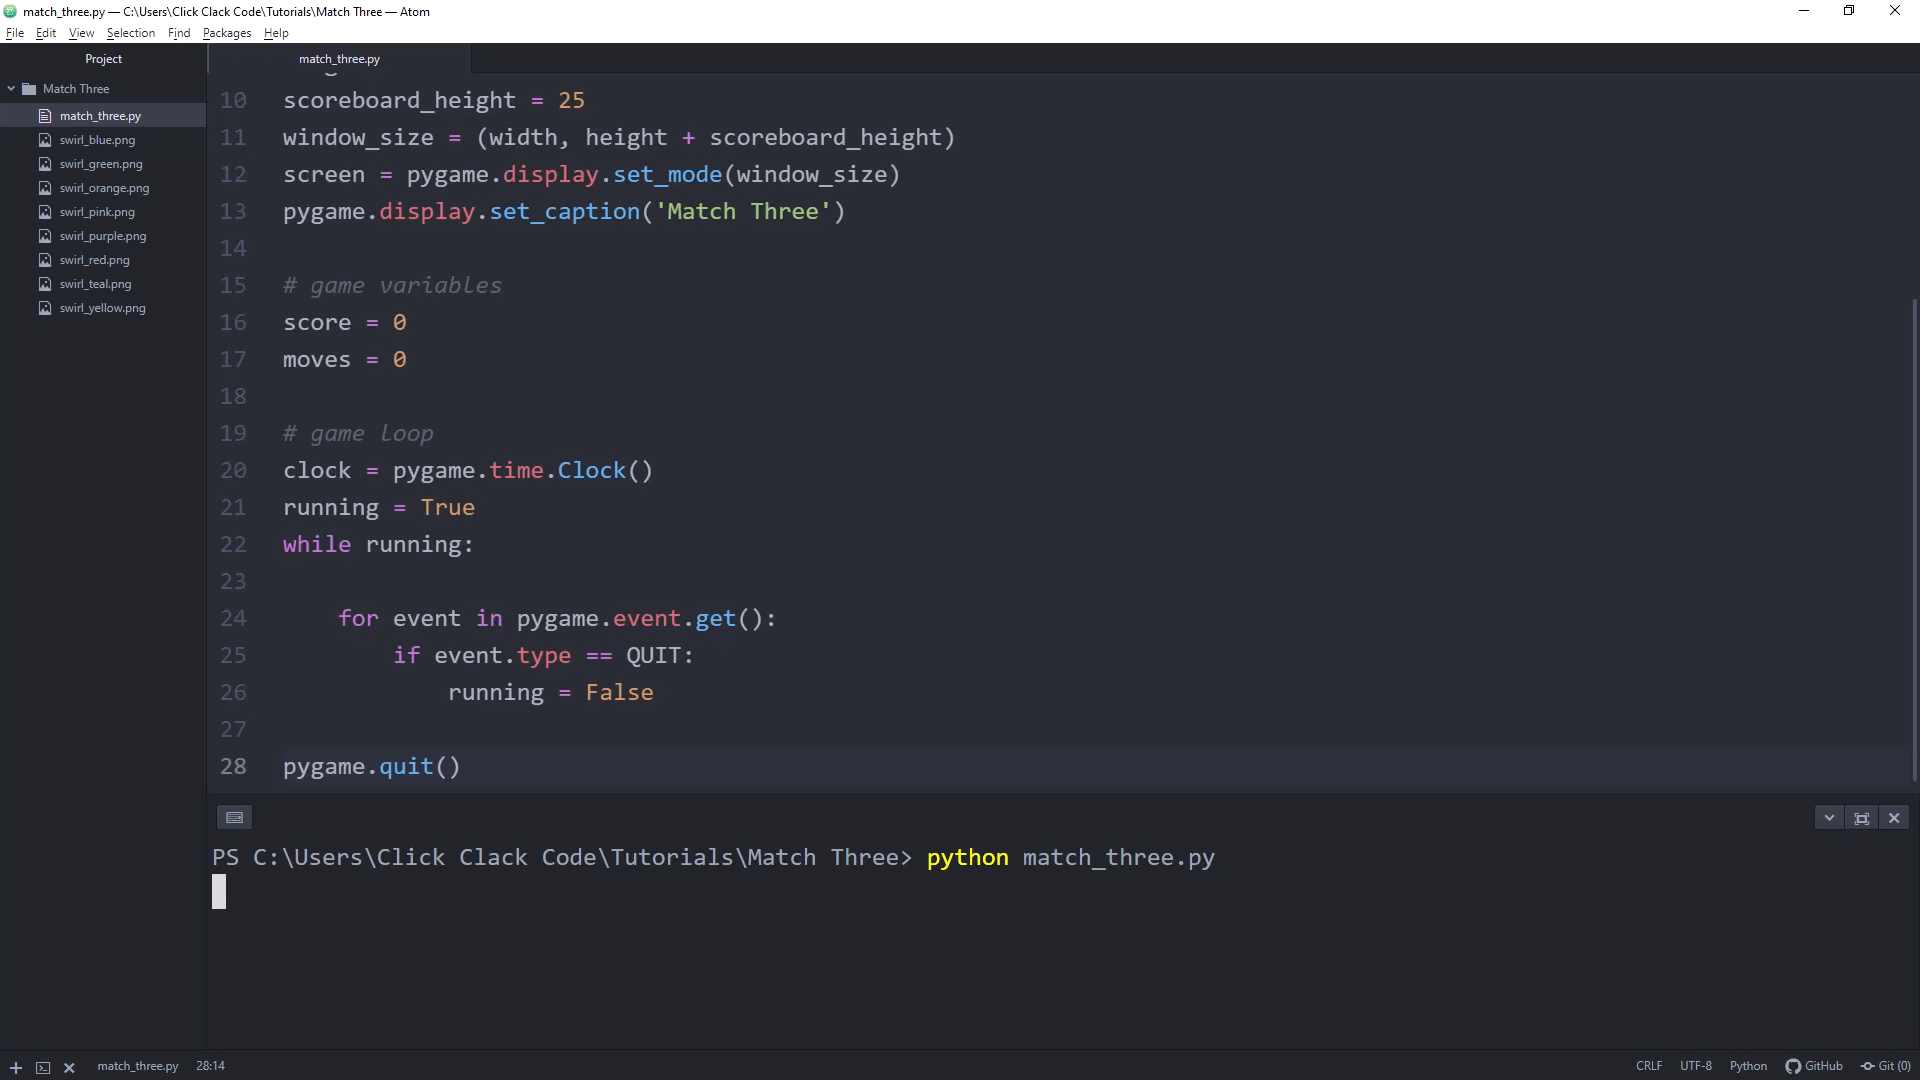 match_three.py — C:\Users\Click Clack Code\Tutorials\Match Three — Atom
File Edit View Selection Find Packages Help
Project
match_three.py
Match Three
match_three.py
swirl_blue.png
swirl_green.png
swirl_orange.png
swirl_pink.png
swirl_purple.png
swirl_red.png
swirl_teal.png
swirl_yellow.png
10 scoreboard_height = 25
11 window_size = (width, height + scoreboard_height)
12 screen = pygame.display.set_mode(window_size)
13 pygame.display.set_caption('Match Three')
14
15 # game variables
16 score = 0
17 moves = 0
18
19 # game loop
20 clock = pygame.time.Clock()
21 running = True
22 while running:
23
24     for event in pygame.event.get():
25         if event.type == QUIT:
26             running = False
27
28 pygame.quit()
PS C:\Users\Click Clack Code\Tutorials\Match Three> python match_three.py
match_three.py 28:14
CRLF UTF-8 Python GitHub Git (0)